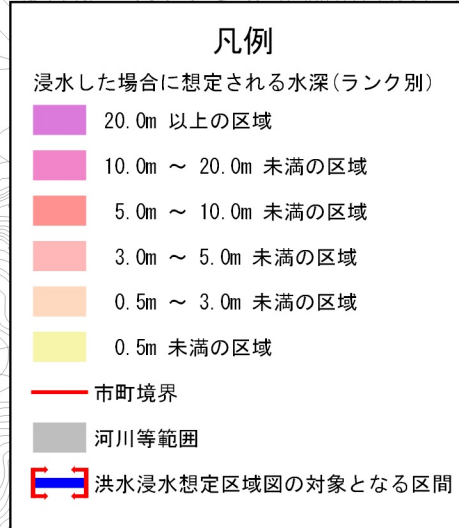 凡例
浸水した場合に想定される水深(ランク別)
20.0m 以上の区域
10.0m ～ 20.0m 未満の区域
5.0m ～ 10.0m 未満の区域
3.0m ～ 5.0m 未満の区域
0.5m ～ 3.0m 未満の区域
0.5m 未満の区域
市町境界
河川等範囲
洪水浸水想定区域図の対象となる区間